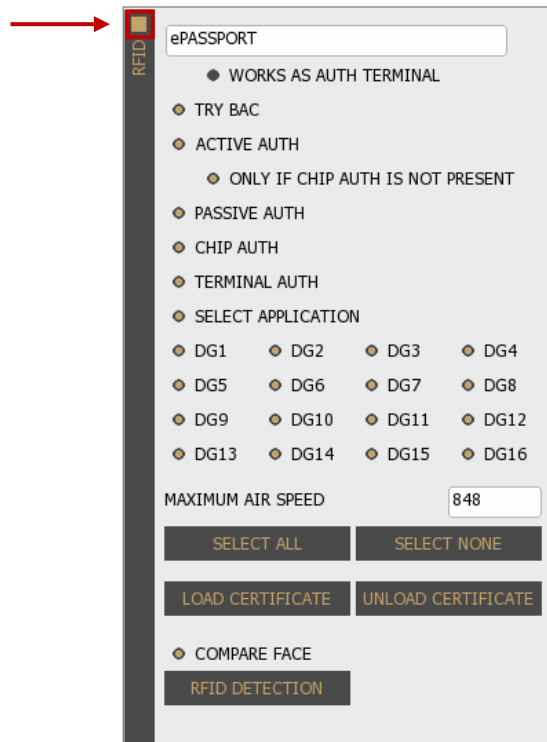 RFID
ePASSPORT
WORKS AS AUTH TERMINAL
TRY BAC
ACTIVE AUTH
ONLY IF CHIP AUTH IS NOT PRESENT
PASSIVE AUTH
CHIP AUTH
TERMINAL AUTH
SELECT APPLICATION
DG1 DG2 DG3 DG4
DG5 DG6 DG7 DG8
DG9 DG10 DG11 DG12
DG13 DG14 DG15 DG16
MAXIMUM AIR SPEED 848
SELECT ALL SELECT NONE
LOAD CERTIFICATE UNLOAD CERTIFICATE
COMPARE FACE
RFID DETECTION